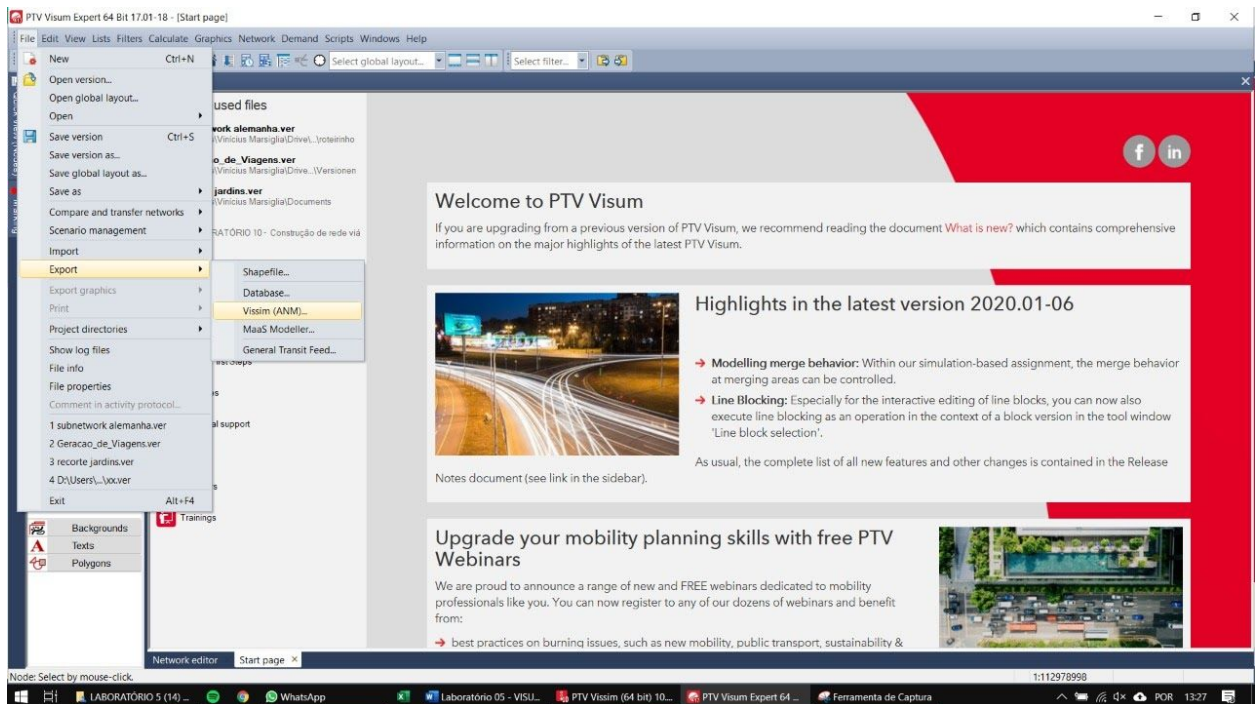 PTV Visum Expert 64 Bit 17.01-18 - [Start page]
File Edit View Lists Filters Calculate Graphics Network Demand Scripts Windows Help
New Ctrl+N
Select global layout...
Select filter...
Open version...
Open global layout...
Open
Save version Ctrl+S
Save version as...
Save global layout as...
Save as
Compare and transfer networks
Scenario management
Import
Export
Export graphics
Print
Project directories
Show log files
File info
File properties
Comment in activity protocol...
1 subnetwork alemanha.ver
2 Geracao_de_Viagens.ver
3 recorte jardins.ver
4 D:\Users\...\xx.ver
Exit Alt+F4
Shapefile...
Database...
Vissim (ANM)...
MaaS Modeller...
General Transit Feed...
used files
work alemanha.ver
\Vinícius Marsiglia\Drive\...\roteirinho
o_de_Viagens.ver
\Vinícius Marsiglia\Drive...\Versionen
jardins.ver
\Vinícius Marsiglia\Documents
RATÓRIO 10 - Construção de rede viá
al support
Trainings
Backgrounds
Texts
Polygons
f in
Welcome to PTV Visum
If you are upgrading from a previous version of PTV Visum, we recommend reading the document What is new? which contains comprehensive
information on the major highlights of the latest PTV Visum.
Highlights in the latest version 2020.01-06
Modelling merge behavior: Within our simulation-based assignment, the merge behavior
at merging areas can be controlled.
Line Blocking: Especially for the interactive editing of line blocks, you can now also
execute line blocking as an operation in the context of a block version in the tool window
'Line block selection'.
As usual, the complete list of all new features and other changes is contained in the Release
Notes document (see link in the sidebar).
Upgrade your mobility planning skills with free PTV
Webinars
We are proud to announce a range of new and FREE webinars dedicated to mobility
professionals like you. You can now register to any of our dozens of webinars and benefit
from:
best practices on burning issues, such as new mobility, public transport, sustainability &
Network editor Start page ×
Node: Select by mouse-click.
1:112978998
LABORATÓRIO 5 (14) ...
WhatsApp
Laboratório 05 - VISU...
PTV Vissim (64 bit) 10....
PTV Visum Expert 64 ...
Ferramenta de Captura
POR 13:27